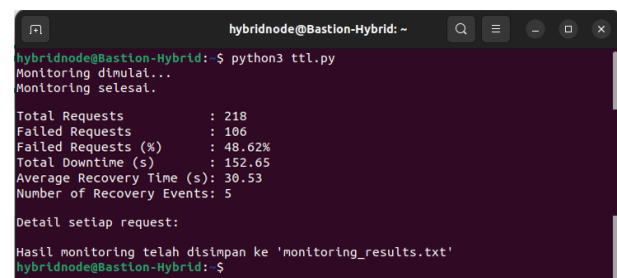 hybridnode@Bastion-Hybrid: ~
hybridnode@Bastion-Hybrid:~$ python3 ttl.py
Monitoring dimulai...
Monitoring selesai.
Total Requests : 218
Failed Requests : 106
Failed Requests (%) : 48.62%
Total Downtime (s) : 152.65
Average Recovery Time (s): 30.53
Number of Recovery Events: 5
Detail setiap request:
Hasil monitoring telah disimpan ke 'monitoring_results.txt'
hybridnode@Bastion-Hybrid:~$